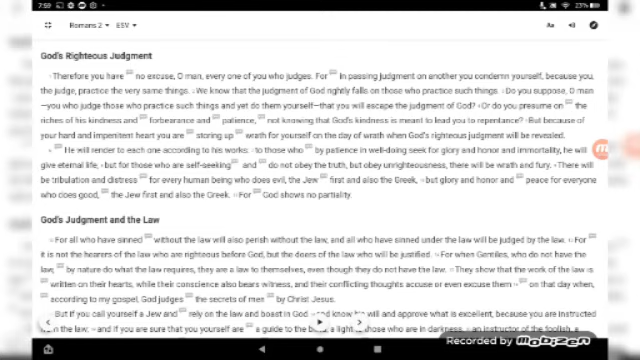 7:59
23%
Romans 2
ESV
Aa
God's Righteous Judgment
Therefore you have no excuse, O man, every one of you who judges. For in passing judgment on another you condemn yourself, because you,
the judge, practice the very same things. We know that the judgment of God rightly falls on those who practice such things. Do you suppose, O man
—you who judge those who practice such things and yet do them yourself—that you will escape the judgment of God? Or do you presume on the
riches of his kindness and forbearance and patience, not knowing that God's kindness is meant to lead you to repentance? But because of
your hard and impenitent heart you are storing up wrath for yourself on the day of wrath when God's righteous judgment will be revealed.
He will render to each one according to his works: to those who by patience in well-doing seek for glory and honor and immortality, he will
give eternal life; but for those who are self-seeking and do not obey the truth, but obey unrighteousness, there will be wrath and fury. There will
be tribulation and distress for every human being who does evil, the Jew first and also the Greek, but glory and honor and peace for everyone
who does good, the Jew first and also the Greek. For God shows no partiality.
God's Judgment and the Law
For all who have sinned without the law will also perish without the law, and all who have sinned under the law will be judged by the law. For
it is not the hearers of the law who are righteous before God, but the doers of the law who will be justified. For when Gentiles, who do not have the
law, by nature do what the law requires, they are a law to themselves, even though they do not have the law. They show that the work of the law is
written on their hearts, while their conscience also bears witness, and their conflicting thoughts accuse or even excuse them on that day when,
according to my gospel, God judges the secrets of men by Christ Jesus.
But if you call yourself a Jew and rely on the law and boast in God and know his will and approve what is excellent, because you are instructed
from the law; and if you are sure that you yourself are a guide to the blind, a light to those who are in darkness, an instructor of the foolish, a
Recorded by
Mobizen